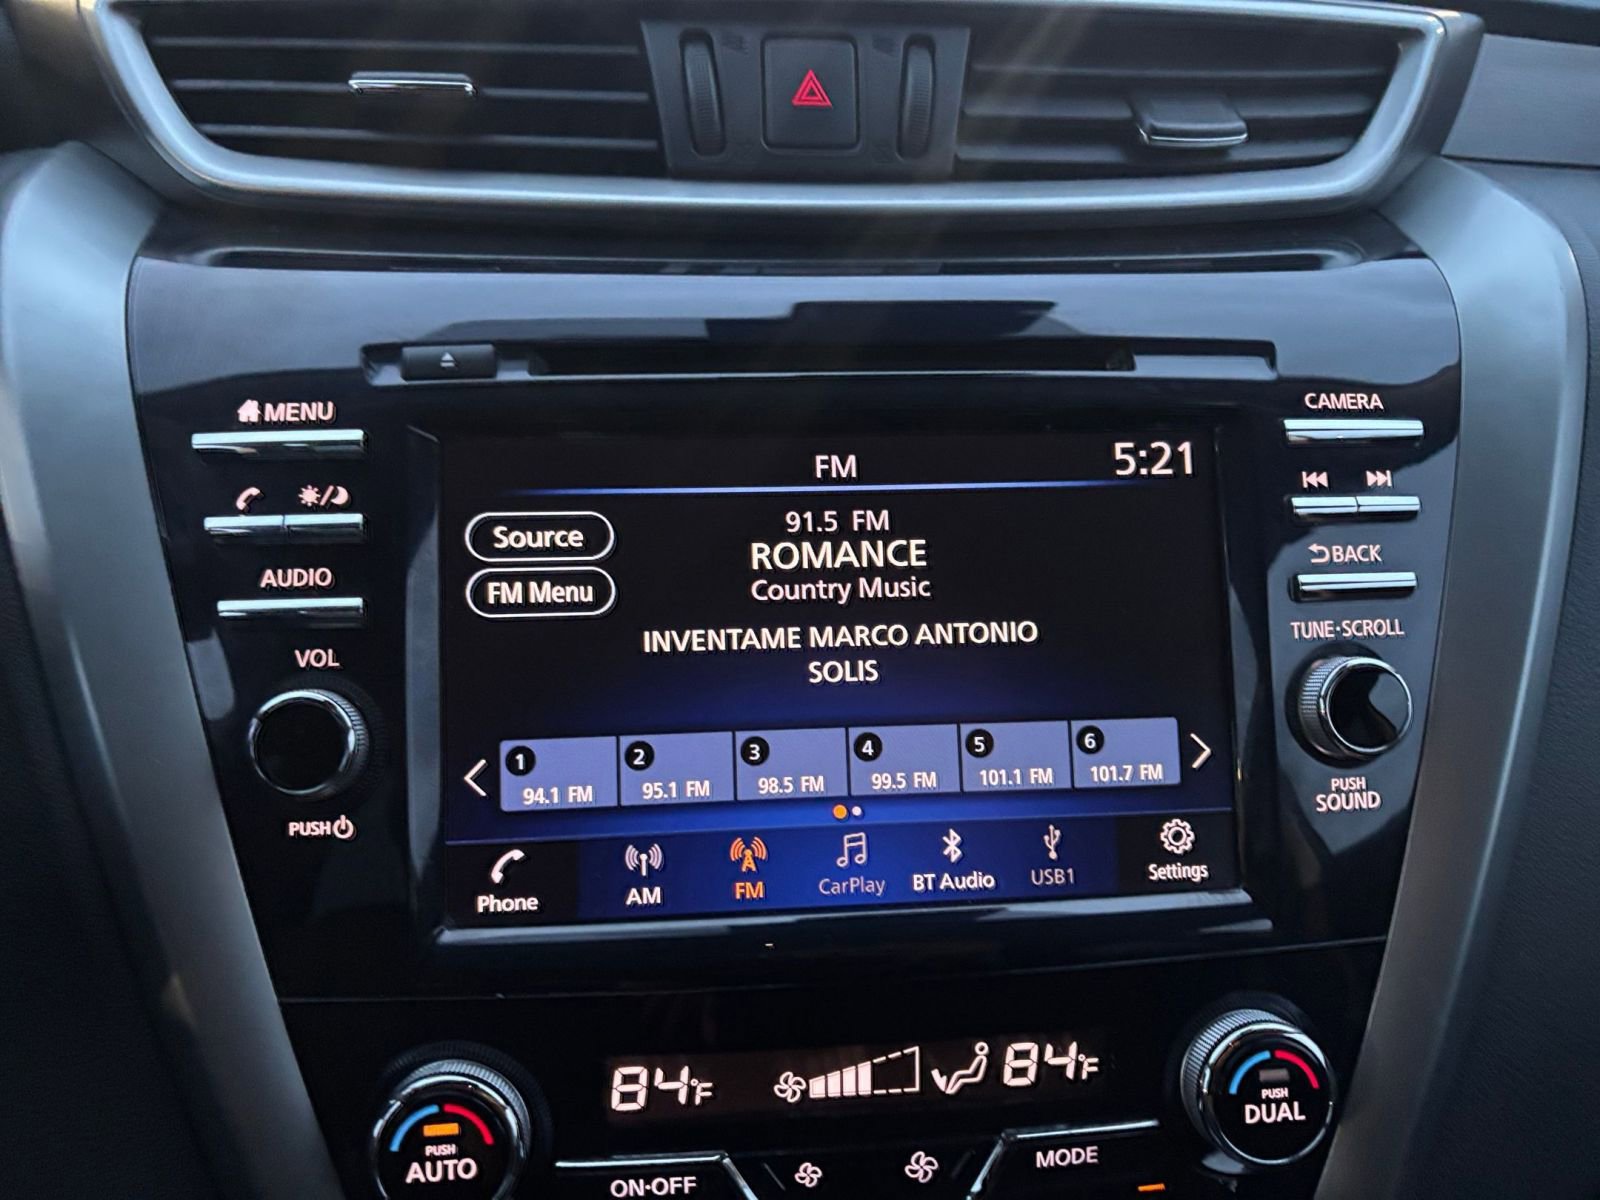 MENU
CAMERA
FM
5:21
Source
91.5 FM
ROMANCE
Country Music
FM Menu
INVENTAME MARCO ANTONIO
SOLIS
BACK
AUDIO
TUNE·SCROLL
VOL
PUSH
1
2
3
4
5
6
94.1 FM
95.1 FM
98.5 FM
99.5 FM
101.1 FM
101.7 FM
PUSH
SOUND
Phone
AM
FM
CarPlay
BT Audio
USB1
Settings
84°F
84°F
PUSH
AUTO
PUSH
DUAL
ON·OFF
MODE